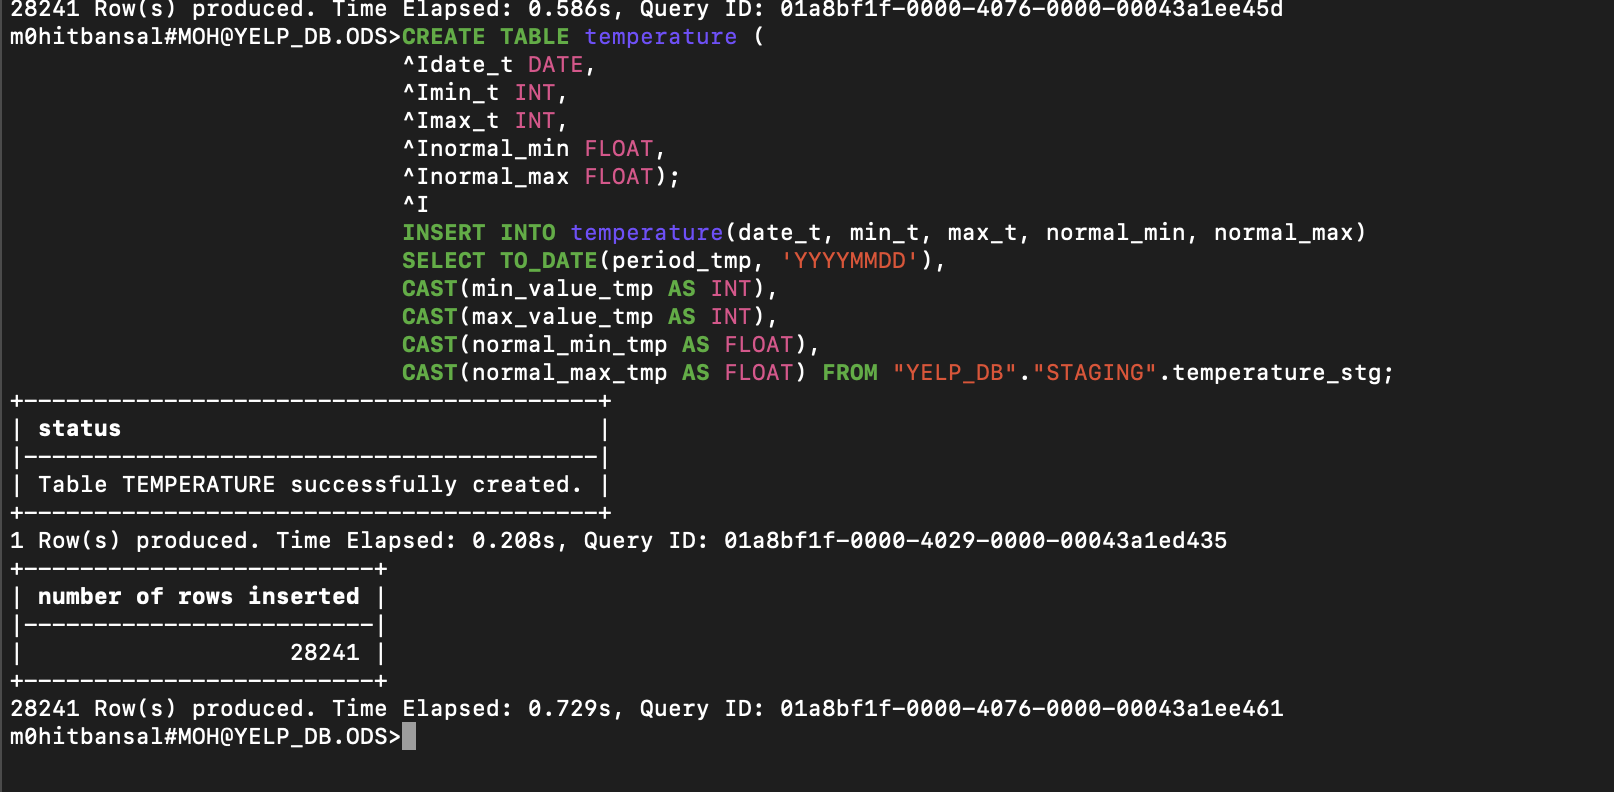 28241 Row(s) produced. Time Elapsed: 0.586s, Query ID: 01a8bf1f-0000-4076-0000-00043a1ee45d
m0hitbansal#MOH@YELP_DB.ODS>CREATE TABLE temperature (
^Idate_t DATE,
^Imin_t INT,
^Imax_t INT,
^Inormal_min FLOAT,
^Inormal_max FLOAT);
^I
INSERT INTO temperature(date_t, min_t, max_t, normal_min, normal_max)
SELECT TO_DATE(period_tmp, 'YYYYMMDD'),
CAST(min_value_tmp AS INT),
CAST(max_value_tmp AS INT),
CAST(normal_min_tmp AS FLOAT),
CAST(normal_max_tmp AS FLOAT) FROM "YELP_DB"."STAGING".temperature_stg;
+-----------------------------------------+
| status                                  |
|-----------------------------------------|
| Table TEMPERATURE successfully created. |
+-----------------------------------------+
1 Row(s) produced. Time Elapsed: 0.208s, Query ID: 01a8bf1f-0000-4029-0000-00043a1ed435
+-------------------------+
| number of rows inserted |
|-------------------------|
|                   28241 |
+-------------------------+
28241 Row(s) produced. Time Elapsed: 0.729s, Query ID: 01a8bf1f-0000-4076-0000-00043a1ee461
m0hitbansal#MOH@YELP_DB.ODS>